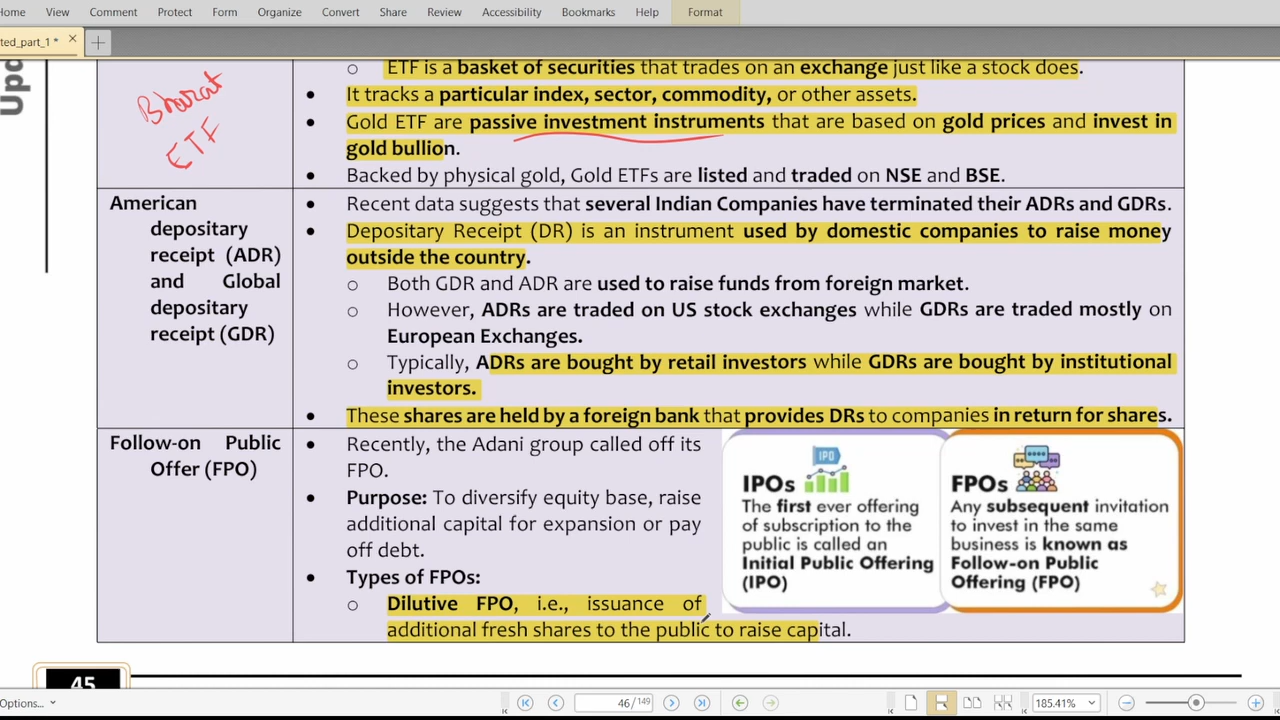 Home View Comment Protect Form Organize Convert Share Review Accessibility Bookmarks Help Format
ted_part_1 *
Bharat
ETF
o ETF is a basket of securities that trades on an exchange just like a stock does.
• It tracks a particular index, sector, commodity, or other assets.
• Gold ETF are passive investment instruments that are based on gold prices and invest in
gold bullion.
• Backed by physical gold, Gold ETFs are listed and traded on NSE and BSE.
American
depositary
receipt (ADR)
and Global
depositary
receipt (GDR)
• Recent data suggests that several Indian Companies have terminated their ADRs and GDRs.
• Depositary Receipt (DR) is an instrument used by domestic companies to raise money
outside the country.
o Both GDR and ADR are used to raise funds from foreign market.
o However, ADRs are traded on US stock exchanges while GDRs are traded mostly on
European Exchanges.
o Typically, ADRs are bought by retail investors while GDRs are bought by institutional
investors.
• These shares are held by a foreign bank that provides DRs to companies in return for shares.
Follow-on Public
Offer (FPO)
• Recently, the Adani group called off its
FPO.
• Purpose: To diversify equity base, raise
additional capital for expansion or pay
off debt.
• Types of FPOs:
o Dilutive FPO, i.e., issuance of
additional fresh shares to the public to raise capital.
IPO
IPOs
The first ever offering
of subscription to the
public is called an
Initial Public Offering
(IPO)
FPOs
Any subsequent invitation
to invest in the same
business is known as
Follow-on Public
Offering (FPO)
45
Options...
46 / 149
185.41%